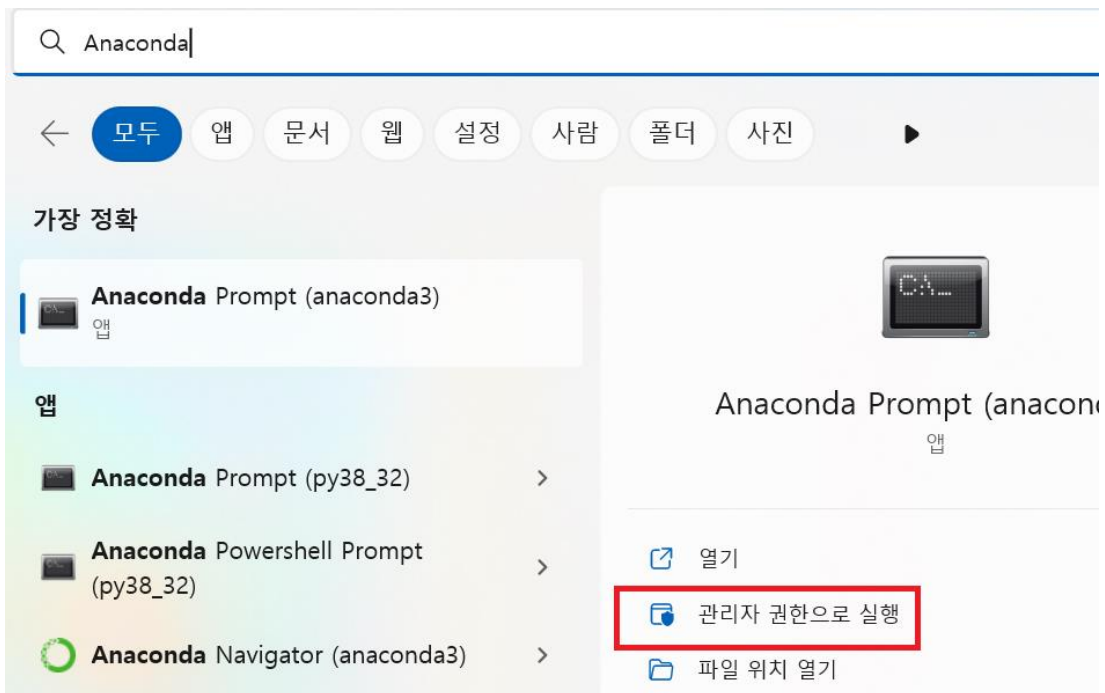 Anaconda
모두 앱 문서 웹 설정 사람 폴더 사진
가장 정확
Anaconda Prompt (anaconda3)
앱
앱
Anaconda Prompt (py38_32)
Anaconda Powershell Prompt
(py38_32)
Anaconda Navigator (anaconda3)
Anaconda Prompt (anacond
앱
열기
관리자 권한으로 실행
파일 위치 열기